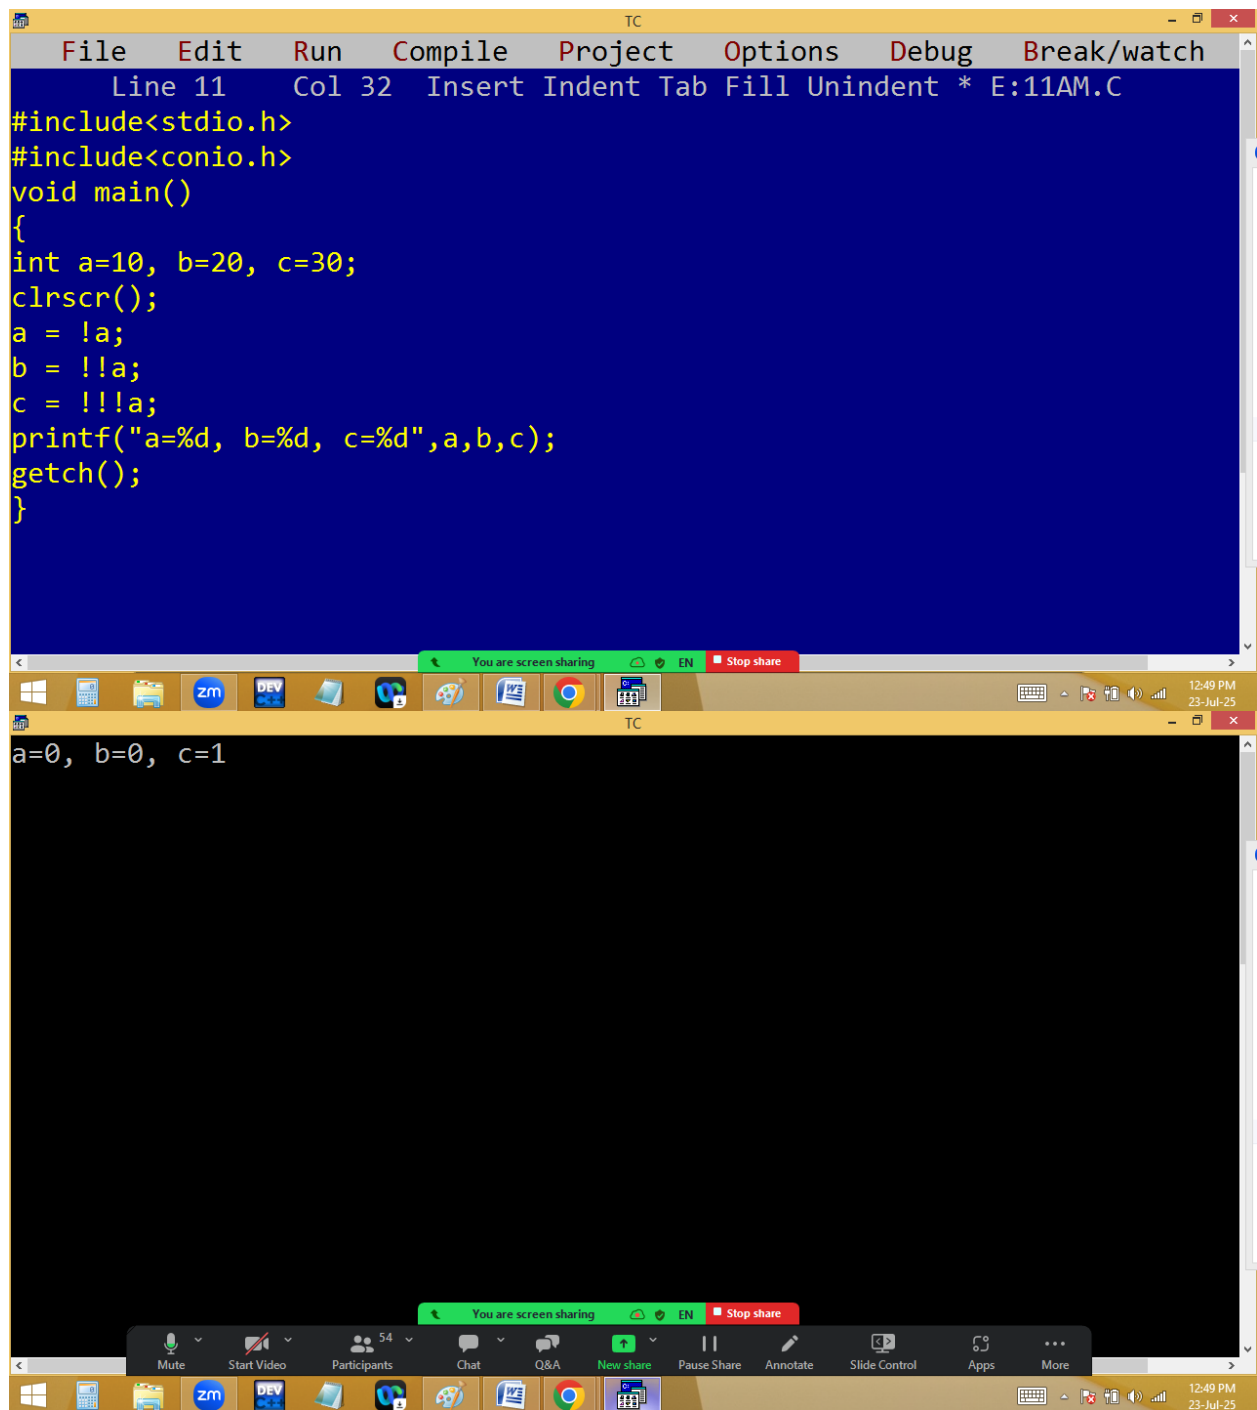 TC
File Edit Run Compile Project Options Debug Break/watch
Line 11 Col 32 Insert Indent Tab Fill Unindent * E:11AM.C
#include<stdio.h>
#include<conio.h>
void main()
{
int a=10, b=20, c=30;
clrscr();
a = !a;
b = !!a;
c = !!!a;
printf("a=%d, b=%d, c=%d",a,b,c);
getch();
}
You are screen sharing EN Stop share
zm DEV C++
12:49 PM
23-Jul-25
TC
a=0, b=0, c=1
You are screen sharing EN Stop share
54
Mute Start Video Participants Chat Q&A New share Pause Share Annotate Slide Control Apps More
zm DEV C++
12:49 PM
23-Jul-25